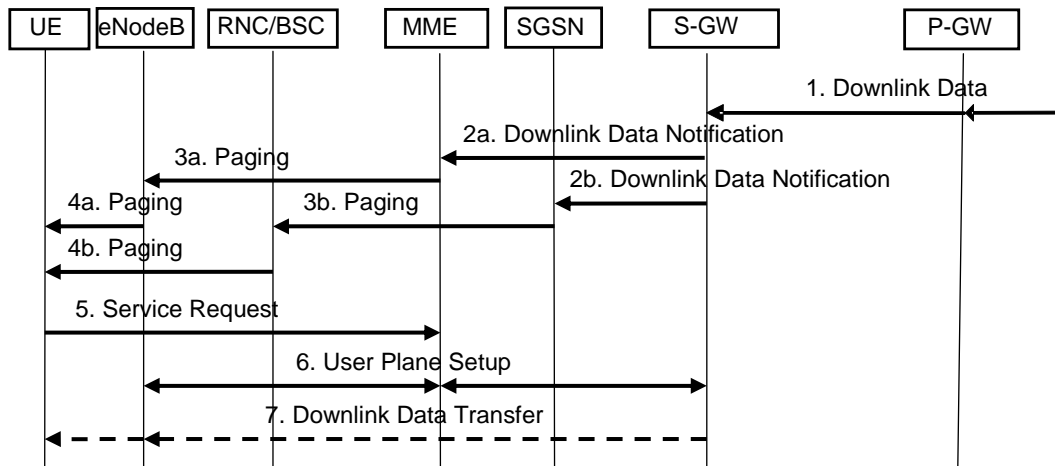 UE eNodeB RNC/BSC MME SGSN S-GW P-GW
1. Downlink Data
2a. Downlink Data Notification
3a. Paging
2b. Downlink Data Notification
4a. Paging 3b. Paging
4b. Paging
5. Service Request
6. User Plane Setup
7. Downlink Data Transfer